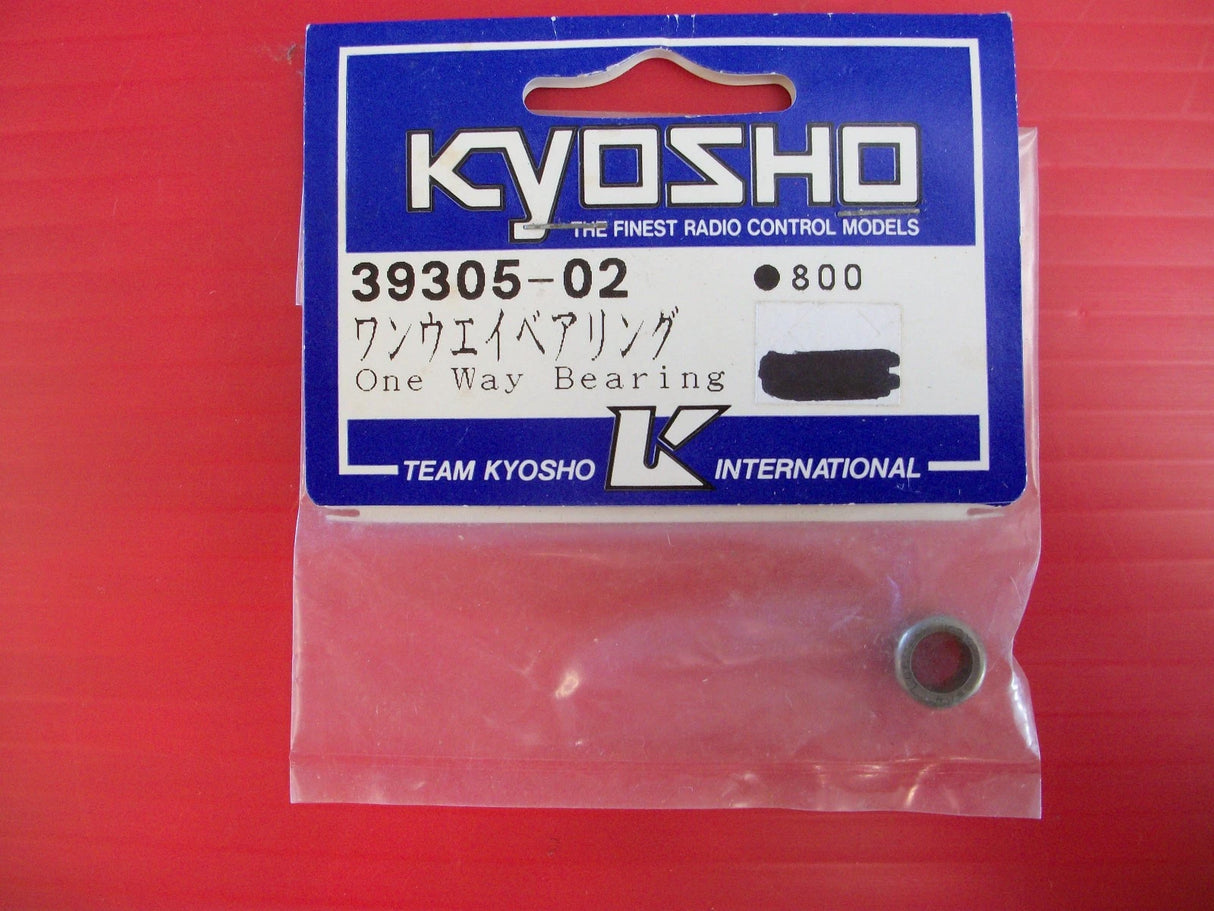 KYOSHO
THE FINEST RADIO CONTROL MODELS
39305-02 ●800
ワンウエイベアリング
One Way Bearing
TEAM KYOSHO K INTERNATIONAL